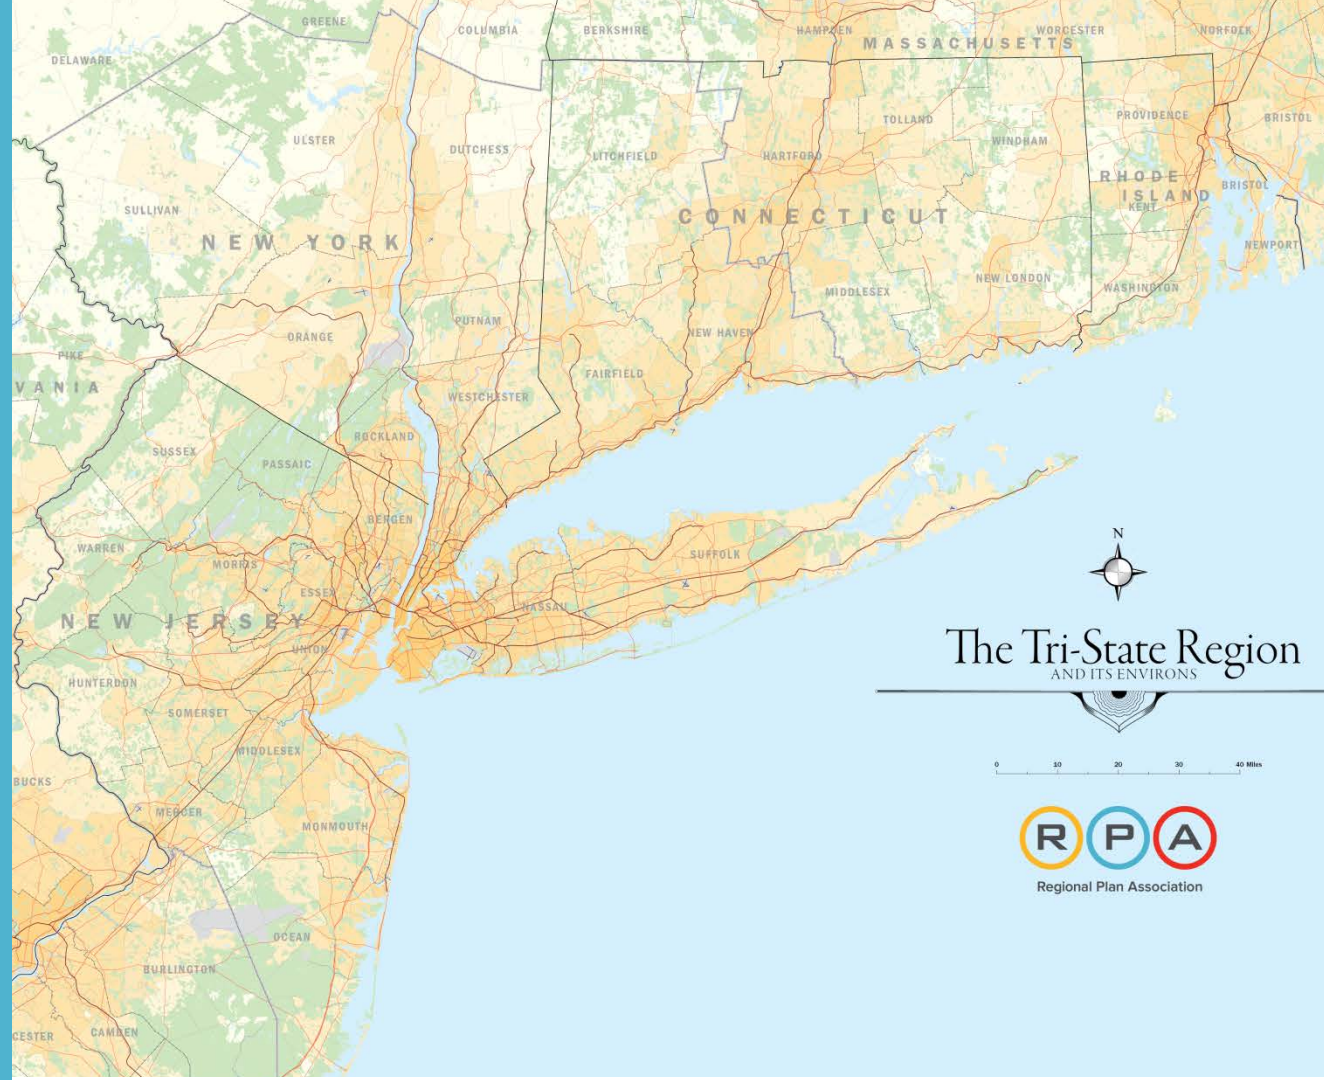 GREENE
COLUMBIA
BERKSHIRE
HAMPDEN
WORCESTER
NORFOLK
MASSACHUSETTS
DELAWARE
ULSTER
DUTCHESS
LITCHFIELD
HARTFORD
TOLLAND
WINDHAM
PROVIDENCE
BRISTOL
RHODE
ISLAND
BRISTOL
KENT
SULLIVAN
NEW YORK
CONNECTICUT
NEWPORT
NEW LONDON
WASHINGTON
MIDDLESEX
PUTNAM
ORANGE
NEW HAVEN
PIKE
VANIA
FAIRFIELD
WESTCHESTER
ROCKLAND
SUSSEX
PASSAIC
BERGEN
WARREN
MORRIS
SUFFOLK
ESSEX
NASSAU
NEW JERSEY
UNION
HUNTERDON
SOMERSET
MIDDLESEX
BUCKS
MERCER
MONMOUTH
OCEAN
BURLINGTON
CESTER
CAMDEN
N
The Tri-State Region
AND ITS ENVIRONS
0 10 20 30 40 Miles
RPA
Regional Plan Association